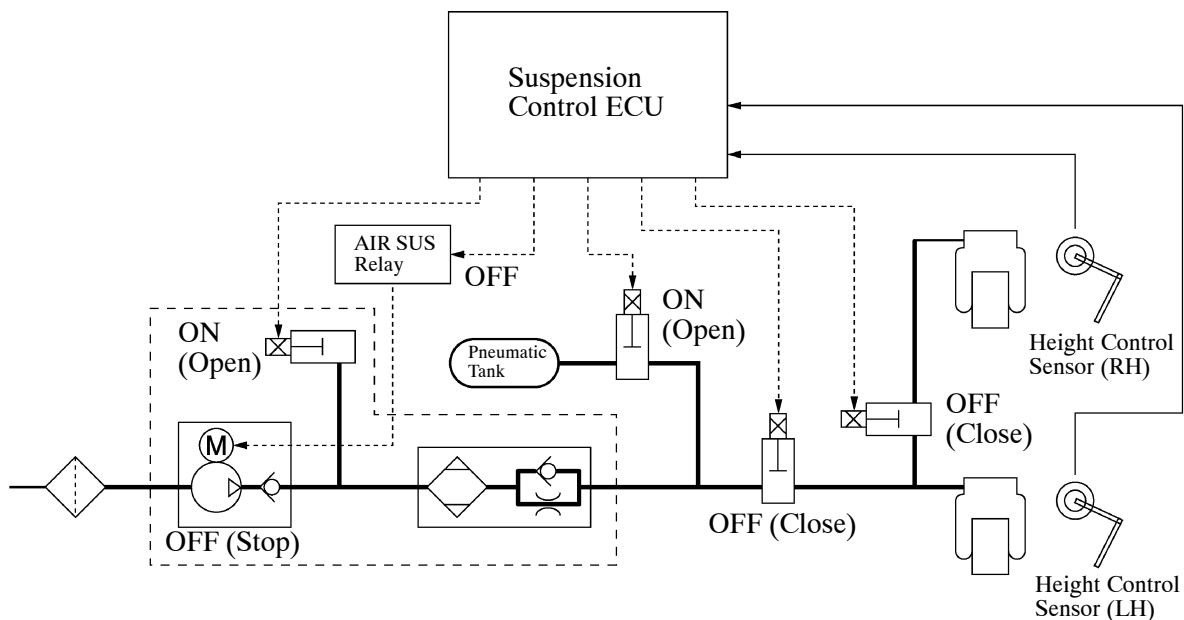 Suspension
Control ECU
AIR SUS
Relay
OFF
ON
(Open)
ON
(Open)
Pneumatic
Tank
Height Control
Sensor (RH)
OFF
(Close)
M
OFF (Stop)
OFF (Close)
Height Control
Sensor (LH)